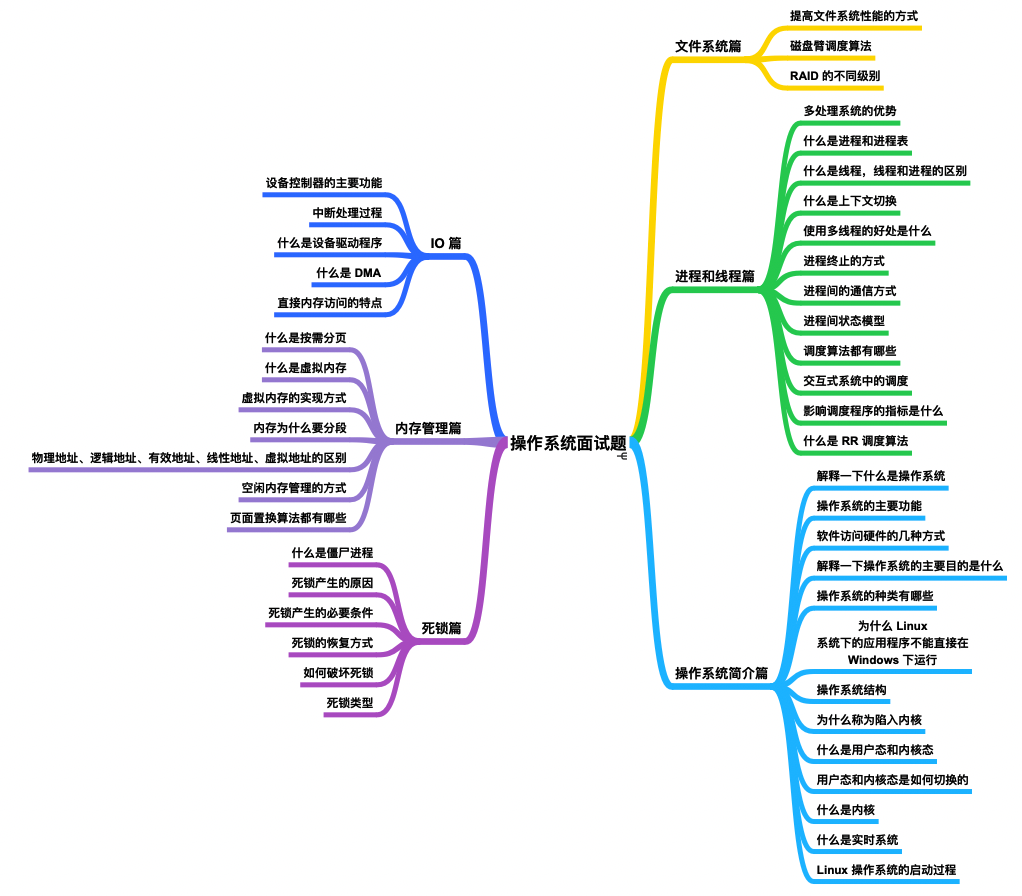 操作系统面试题
文件系统篇
提高文件系统性能的方式
磁盘臂调度算法
RAID 的不同级别
进程和线程篇
多处理系统的优势
什么是进程和进程表
什么是线程，线程和进程的区别
什么是上下文切换
使用多线程的好处是什么
进程终止的方式
进程间的通信方式
进程间状态模型
调度算法都有哪些
交互式系统中的调度
影响调度程序的指标是什么
什么是 RR 调度算法
操作系统简介篇
解释一下什么是操作系统
操作系统的主要功能
软件访问硬件的几种方式
解释一下操作系统的主要目的是什么
操作系统的种类有哪些
为什么 Linux
系统下的应用程序不能直接在
Windows 下运行
操作系统结构
为什么称为陷入内核
什么是用户态和内核态
用户态和内核态是如何切换的
什么是内核
什么是实时系统
Linux 操作系统的启动过程
IO 篇
设备控制器的主要功能
中断处理过程
什么是设备驱动程序
什么是 DMA
直接内存访问的特点
内存管理篇
什么是按需分页
什么是虚拟内存
虚拟内存的实现方式
内存为什么要分段
物理地址、逻辑地址、有效地址、线性地址、虚拟地址的区别
空闲内存管理的方式
页面置换算法都有哪些
死锁篇
什么是僵尸进程
死锁产生的原因
死锁产生的必要条件
死锁的恢复方式
如何破坏死锁
死锁类型